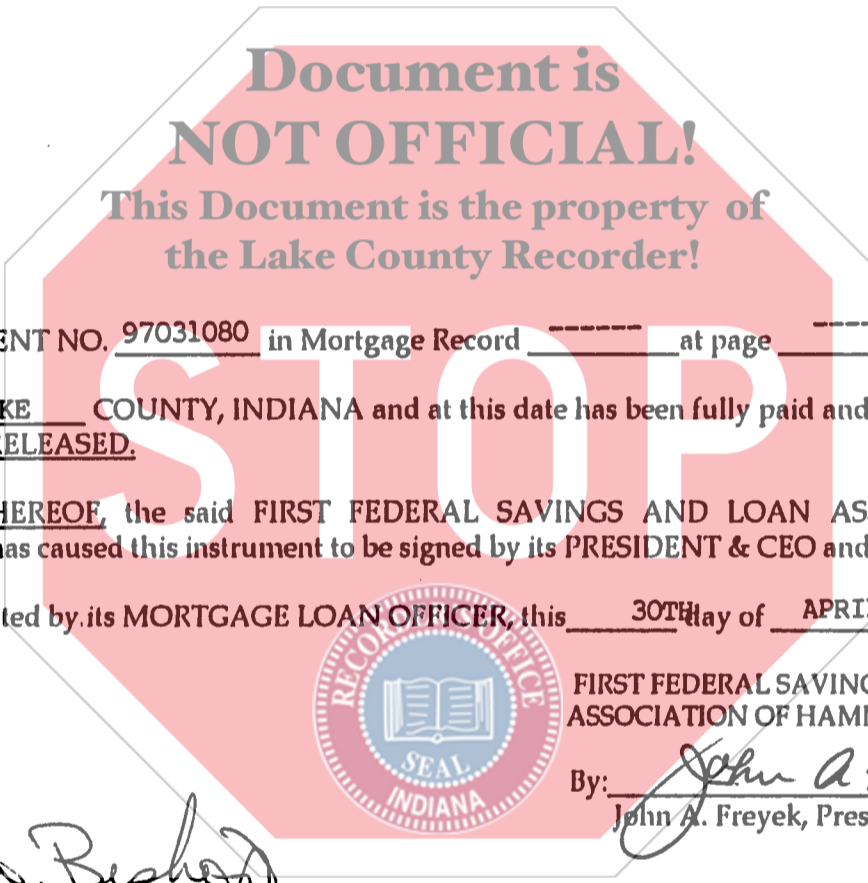 Document is
NOT OFFICIAL!
This Document is the property of
the Lake County Recorder!
STOP
ENT NO. 97031080 in Mortgage Record ------- at page ----
KE COUNTY, INDIANA and at this date has been fully paid and
RELEASED.
HEREOF, the said FIRST FEDERAL SAVINGS AND LOAN AS
has caused this instrument to be signed by its PRESIDENT & CEO and
ted by its MORTGAGE LOAN OFFICER, this 30TH day of APRI
RECORDER'S OFFICE
SEAL
INDIANA
FIRST FEDERAL SAVING
ASSOCIATION OF HAM
By: John A.
John A. Freyek, Pres